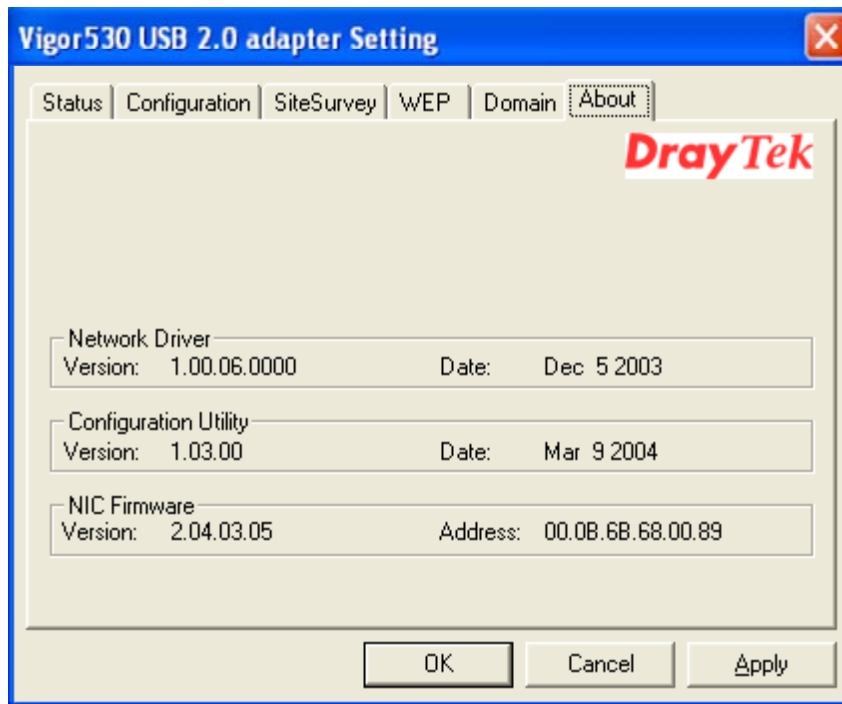 Vigor530 USB 2.0 adapter Setting
Status Configuration SiteSurvey WEP Domain About
DrayTek
Network Driver
Version: 1.00.06.0000 Date: Dec 5 2003
Configuration Utility
Version: 1.03.00 Date: Mar 9 2004
NIC Firmware
Version: 2.04.03.05 Address: 00.0B.6B.68.00.89
OK Cancel Apply